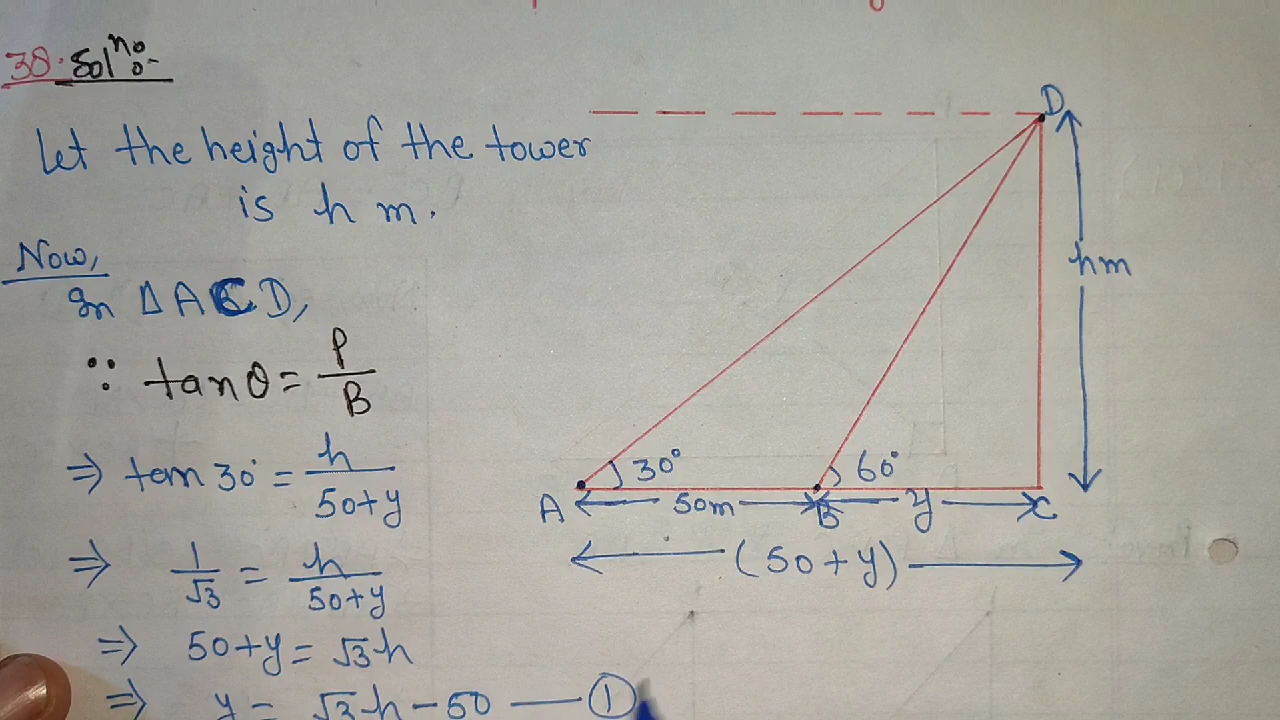 38. Solno:-
Let the height of the tower
is h m.
Now,
In ΔACD,
∵ tanθ = P/B
⇒ tan 30° = h/50+y
⇒ 1/√3 = h/50+y
⇒ 50+y = √3h
⇒ y = √3h - 50 — ①
D
hm
30°
60°
A
50m
B
y
C
(50+y)